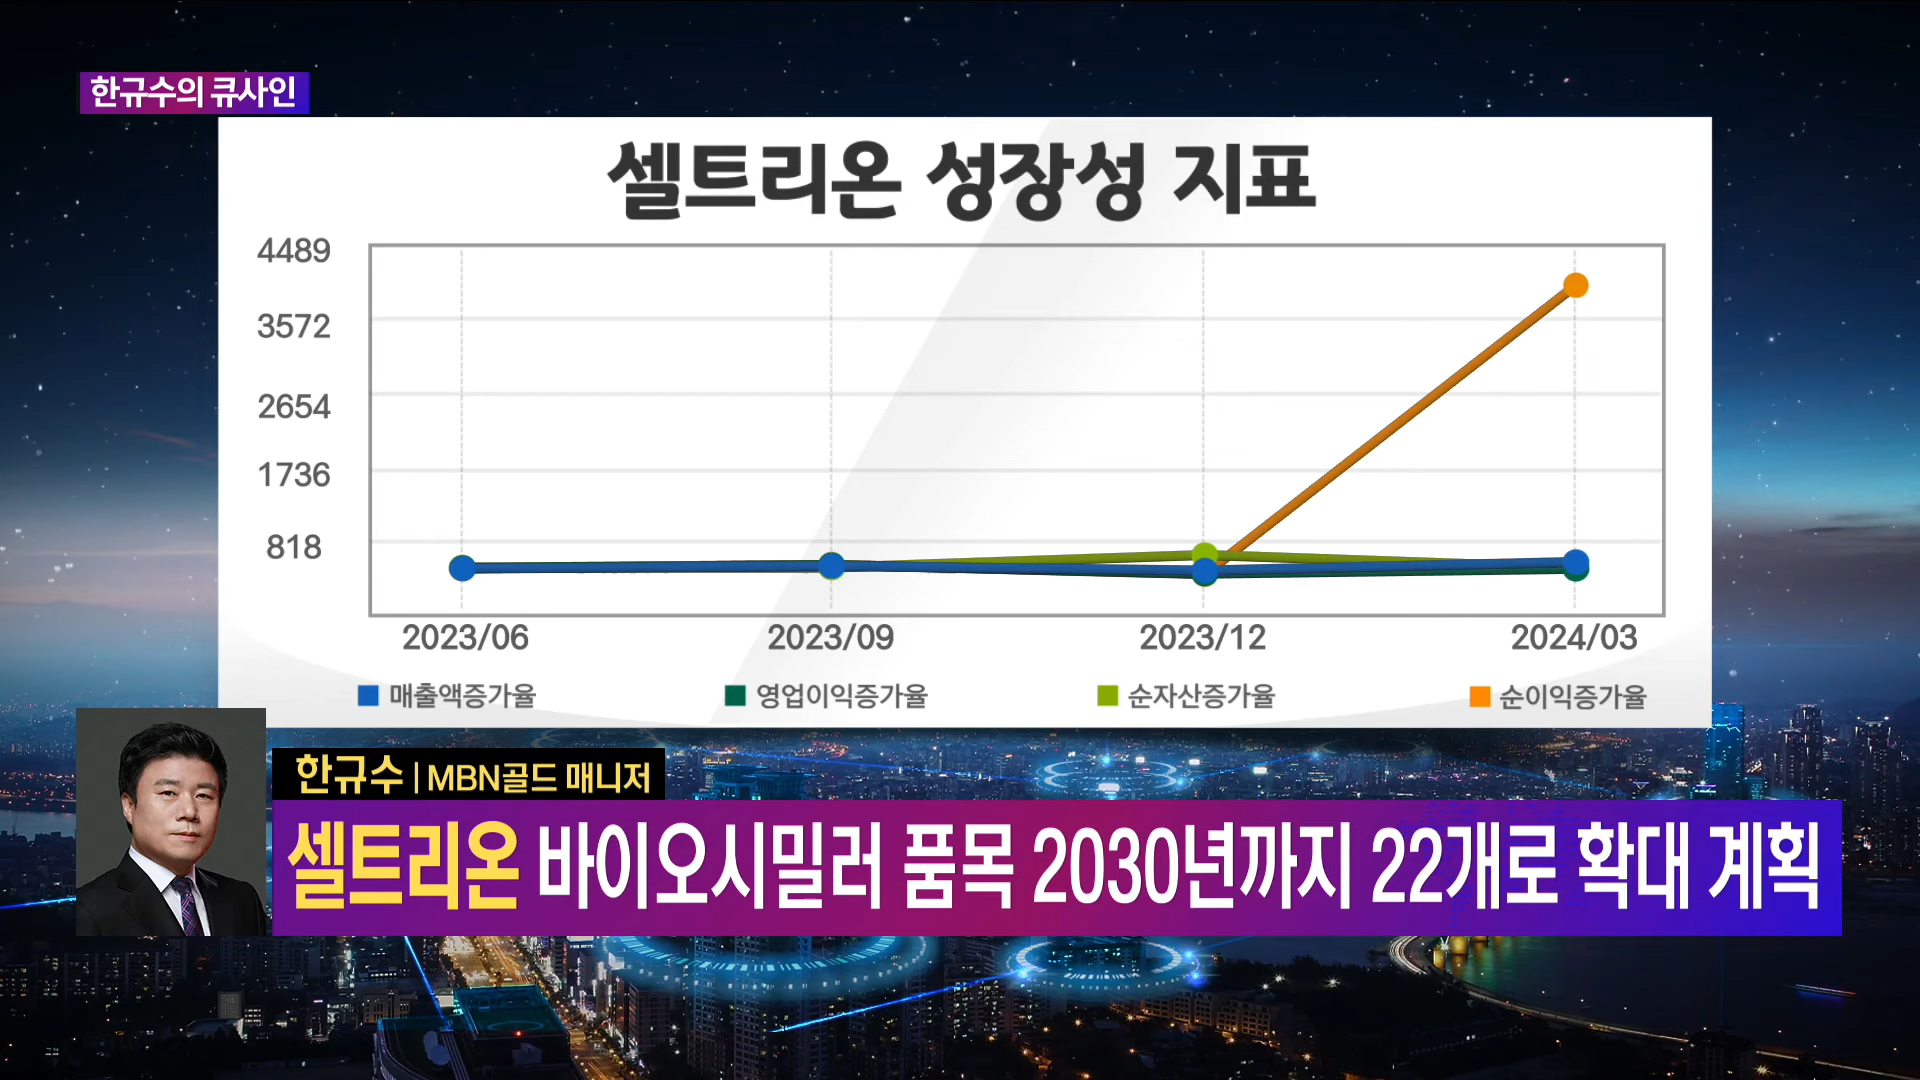 한규수의 큐사인
셀트리온 성장성 지표
4489
3572
2654
1736
818
2023/06 2023/09 2023/12 2024/03
매출액증가율 영업이익증가율 순자산증가율 순이익증가율
한규수 | MBN골드 매니저
셀트리온 바이오시밀러 품목 2030년까지 22개로 확대 계획